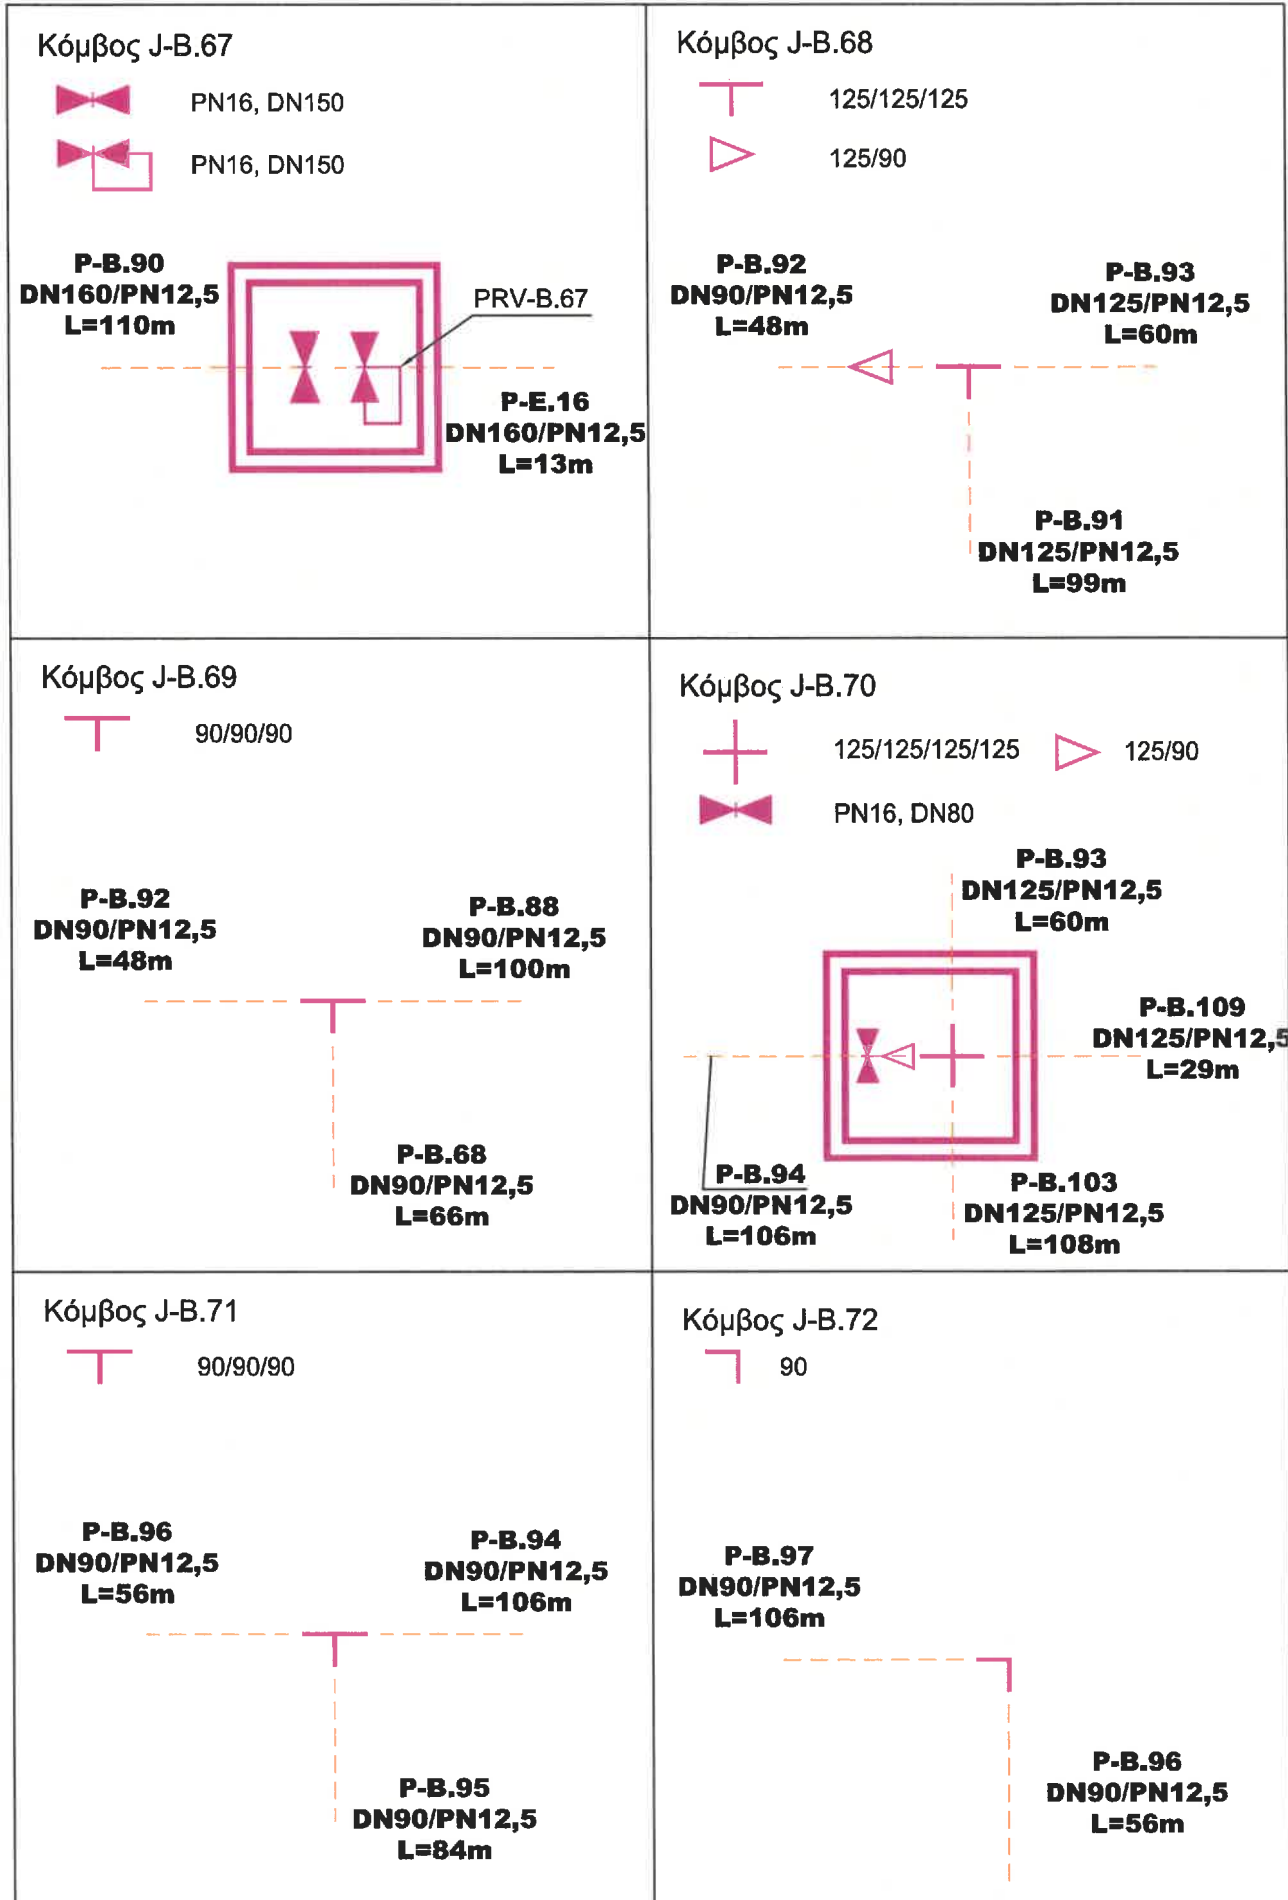 Κόμβος J-B.67
PN16, DN150
PN16, DN150
P-B.90
DN160/PN12,5
L=110m
PRV-B.67
P-E.16
DN160/PN12,5
L=13m
Κόμβος J-B.68
125/125/125
125/90
P-B.92
DN90/PN12,5
L=48m
P-B.93
DN125/PN12,5
L=60m
P-B.91
DN125/PN12,5
L=99m
Κόμβος J-B.69
90/90/90
P-B.92
DN90/PN12,5
L=48m
P-B.88
DN90/PN12,5
L=100m
P-B.68
DN90/PN12,5
L=66m
Κόμβος J-B.70
125/125/125/125
125/90
PN16, DN80
P-B.93
DN125/PN12,5
L=60m
P-B.109
DN125/PN12,5
L=29m
P-B.94
DN90/PN12,5
L=106m
P-B.103
DN125/PN12,5
L=108m
Κόμβος J-B.71
90/90/90
P-B.96
DN90/PN12,5
L=56m
P-B.94
DN90/PN12,5
L=106m
P-B.95
DN90/PN12,5
L=84m
Κόμβος J-B.72
90
P-B.97
DN90/PN12,5
L=106m
P-B.96
DN90/PN12,5
L=56m